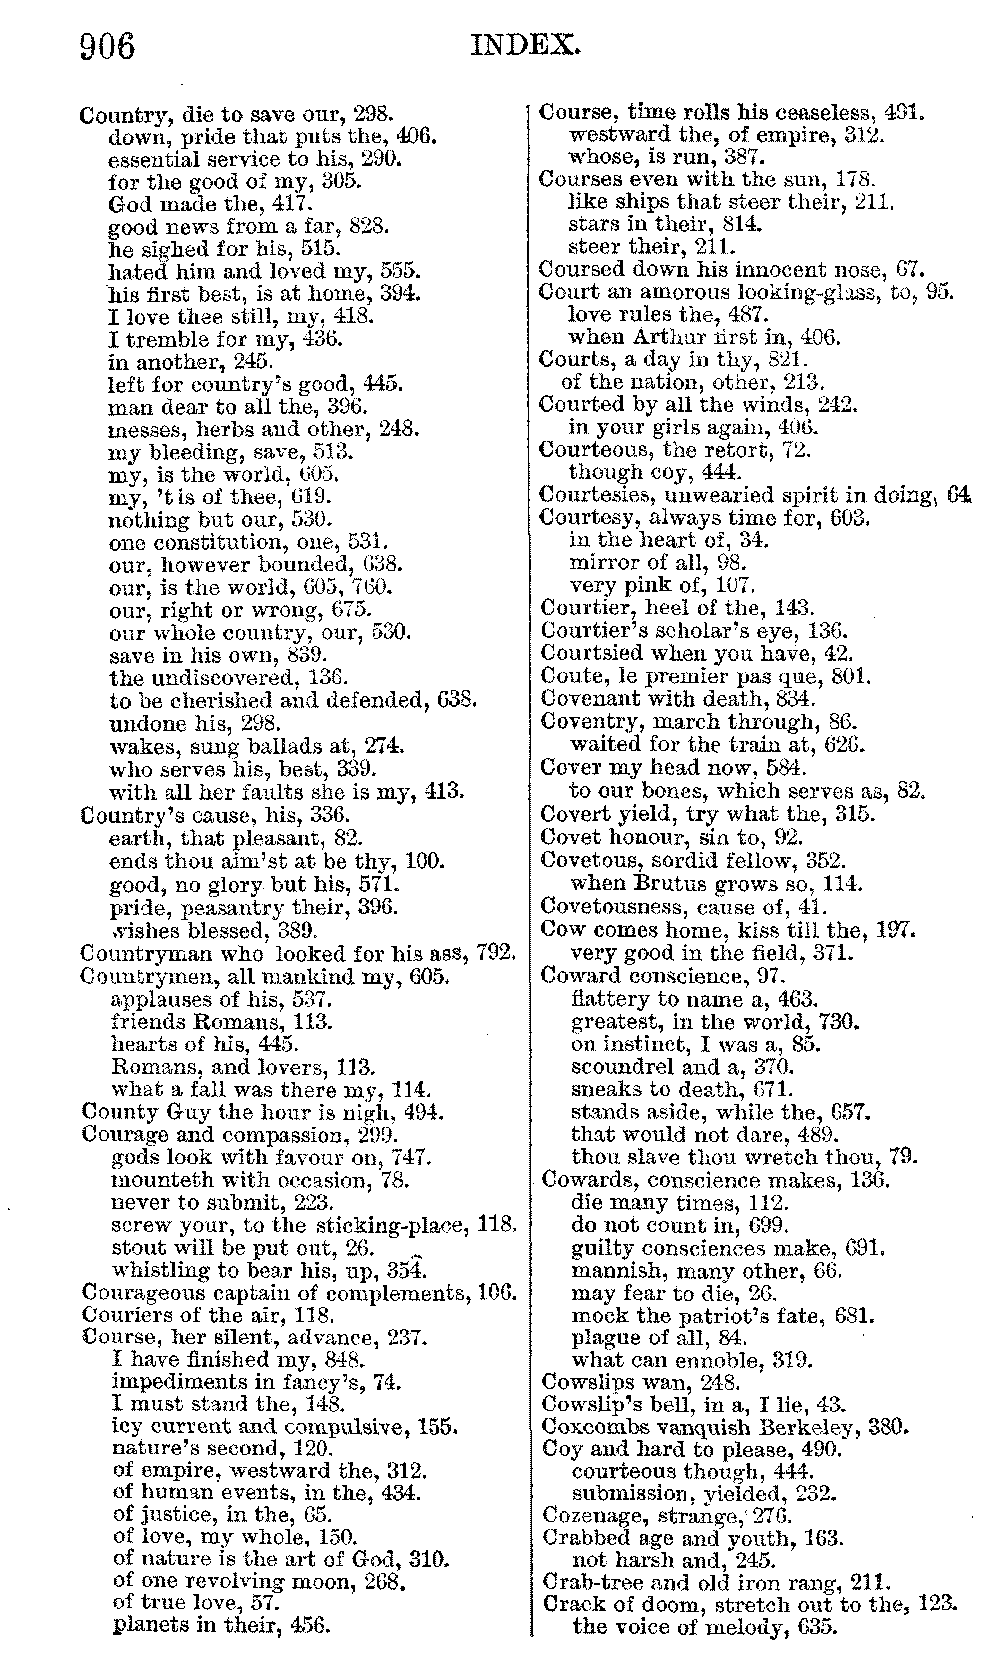 906 INDEX.
Country, die to save our, 298.
down, pride that puts the, 406.
essential service to his, 290.
for the good of my, 305.
God made the, 417.
good news from a far, 828.
he sighed for his, 515.
hated him and loved my, 555.
his first best, is at home, 394.
I love thee still, my, 418.
I tremble for my, 436.
in another, 245.
left for country's good, 445.
man dear to all the, 396.
messes, herbs and other, 248.
my bleeding, save, 513.
my, is the world, 605.
my, 't is of thee, 619.
nothing but our, 530.
one constitution, one, 531.
our, however bounded, 638.
our, is the world, 605, 760.
our, right or wrong, 675.
our whole country, our, 530.
save in his own, 839.
the undiscovered, 136.
to be cherished and defended, 638.
undone his, 298.
wakes, sung ballads at, 274.
who serves his, best, 339.
with all her faults she is my, 413.
Country's cause, his, 336.
earth, that pleasant, 82.
ends thou aim'st at be thy, 100.
good, no glory but his, 571.
pride, peasantry their, 396.
wishes blessed, 389.
Countryman who looked for his ass, 792.
Countrymen, all mankind my, 605.
applauses of his, 537.
friends Romans, 113.
hearts of his, 445.
Romans, and lovers, 113.
what a fall was there my, 114.
County Guy the hour is nigh, 494.
Courage and compassion, 299.
gods look with favour on, 747.
mounteth with occasion, 78.
never to submit, 223.
screw your, to the sticking-place, 118.
stout will be put out, 26.
whistling to bear his, up, 354.
Courageous captain of complements, 106.
Couriers of the air, 118.
Course, her silent, advance, 237.
I have finished my, 848.
impediments in fancy's, 74.
I must stand the, 148.
icy current and compulsive, 155.
nature's second, 120.
of empire, westward the, 312.
of human events, in the, 434.
of justice, in the, 65.
of love, my whole, 150.
of nature is the art of God, 310.
of one revolving moon, 268.
of true love, 57.
planets in their, 456.
Course, time rolls his ceaseless, 491.
westward the, of empire, 312.
whose, is run, 387.
Courses even with the sun, 178.
like ships that steer their, 211.
stars in their, 814.
steer their, 211.
Coursed down his innocent nose, 67.
Court an amorous looking-glass, to, 95.
love rules the, 487.
when Arthur first in, 406.
Courts, a day in thy, 821.
of the nation, other, 213.
Courted by all the winds, 242.
in your girls again, 406.
Courteous, the retort, 72.
though coy, 444.
Courtesies, unwearied spirit in doing, 64
Courtesy, always time for, 603.
in the heart of, 34.
mirror of all, 98.
very pink of, 107.
Courtier, heel of the, 143.
Courtier's scholar's eye, 136.
Courtsied when you have, 42.
Coute, le premier pas que, 801.
Covenant with death, 834.
Coventry, march through, 86.
waited for the train at, 626.
Cover my head now, 584.
to our bones, which serves as, 82.
Covert yield, try what the, 315.
Covet honour, sin to, 92.
Covetous, sordid fellow, 352.
when Brutus grows so, 114.
Covetousness, cause of, 41.
Cow comes home, kiss till the, 197.
very good in the field, 371.
Coward conscience, 97.
flattery to name a, 463.
greatest, in the world, 730.
on instinct, I was a, 85.
scoundrel and a, 370.
sneaks to death, 671.
stands aside, while the, 657.
that would not dare, 489.
thou slave thou wretch thou, 79.
Cowards, conscience makes, 136.
die many times, 112.
do not count in, 699.
guilty consciences make, 691.
mannish, many other, 66.
may fear to die, 26.
mock the patriot's fate, 681.
plague of all, 84.
what can ennoble, 319.
Cowslips wan, 248.
Cowslip's bell, in a, I lie, 43.
Coxcombs vanquish Berkeley, 380.
Coy and hard to please, 490.
courteous though, 444.
submission, yielded, 232.
Cozenage, strange, 276.
Crabbed age and youth, 163.
not harsh and, 245.
Crab-tree and old iron rang, 211.
Crack of doom, stretch out to the, 123.
the voice of melody, 635.